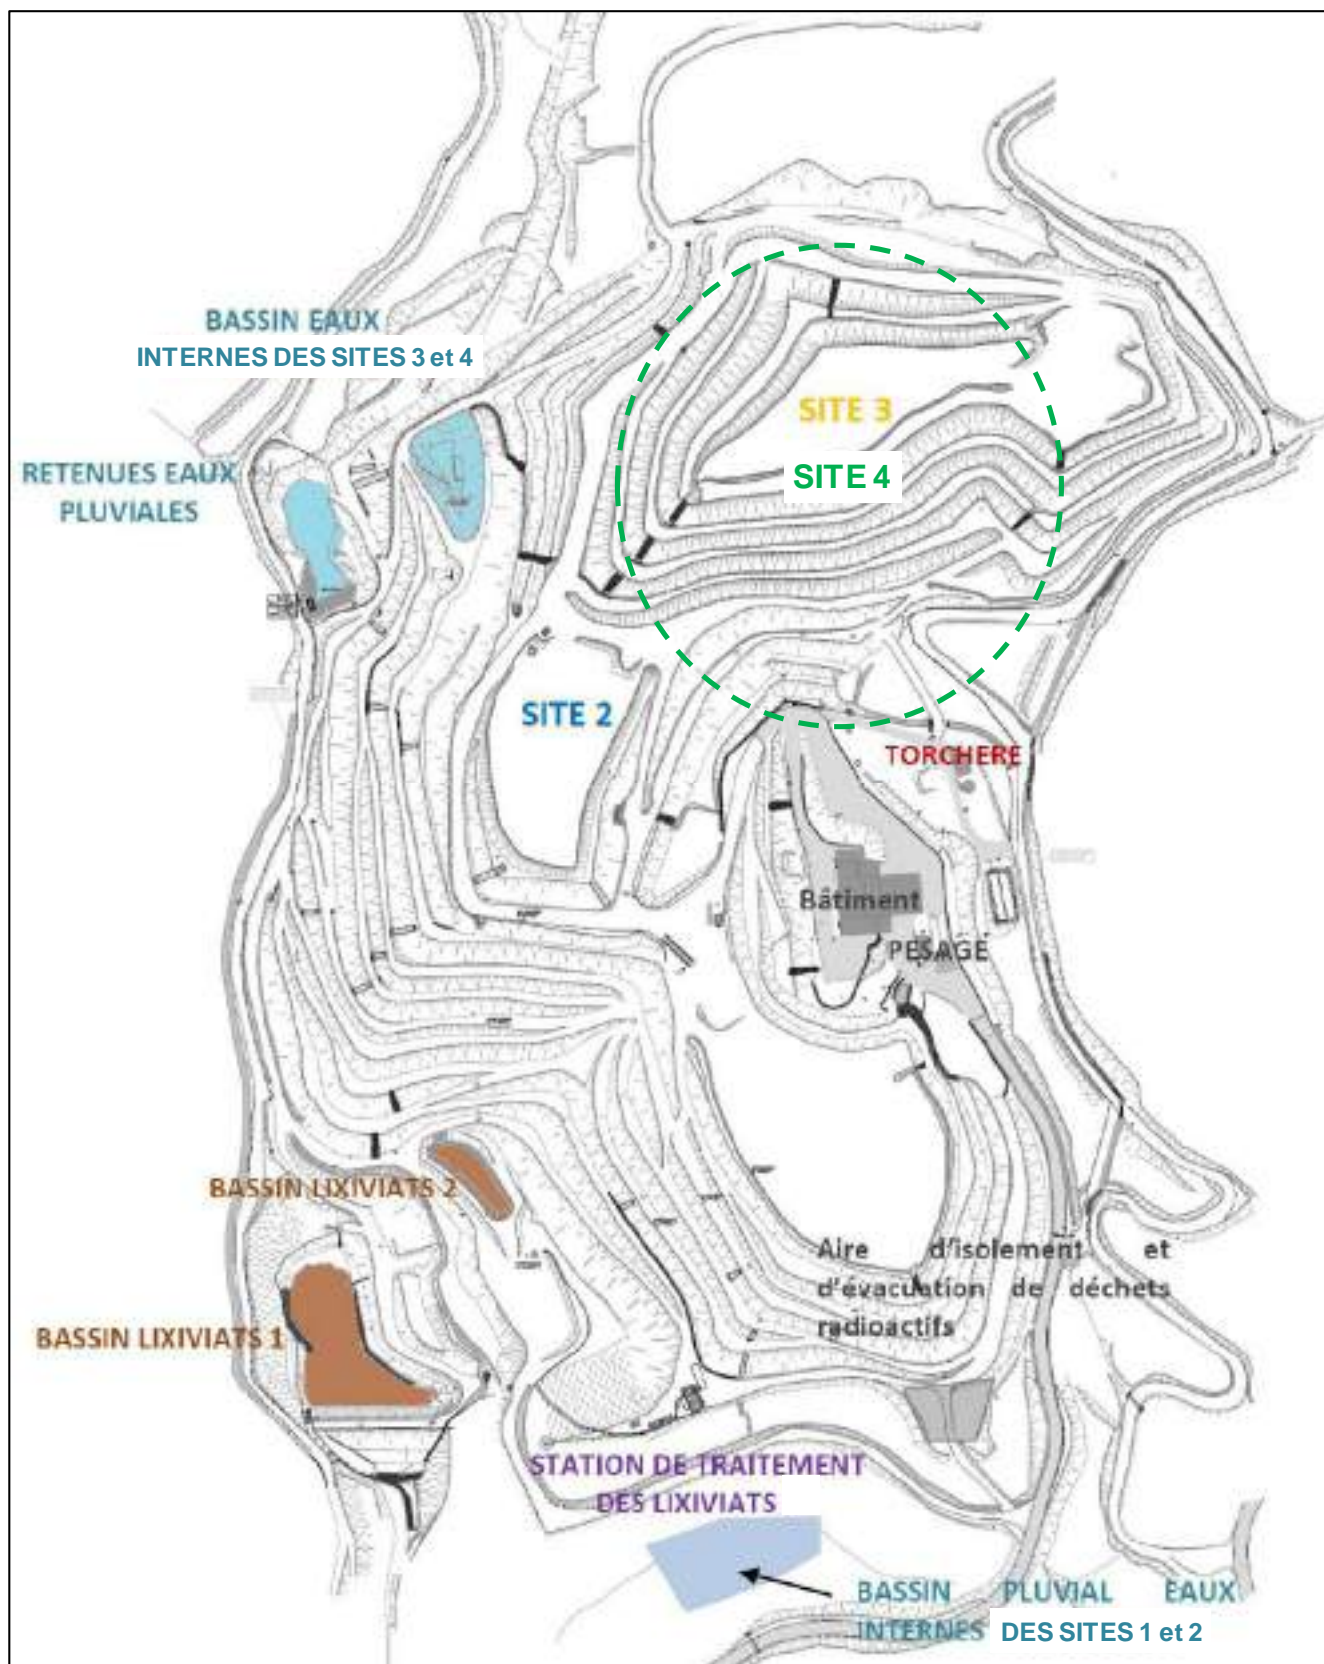 BASSIN EAUX
INTERNES DES SITES 3 et 4
RETENUES EAUX
PLUVIALES
SITE 3
SITE 4
SITE 2
TORCHERE
Bâtiment
PESAGE
BASSIN LIXIVIATS 2
Aire d'isolement et
d'évacuation de déchets
radioactifs
BASSIN LIXIVIATS 1
STATION DE TRAITEMENT
DES LIXIVIATS
BASSIN PLUVIAL EAUX
INTERNES DES SITES 1 et 2